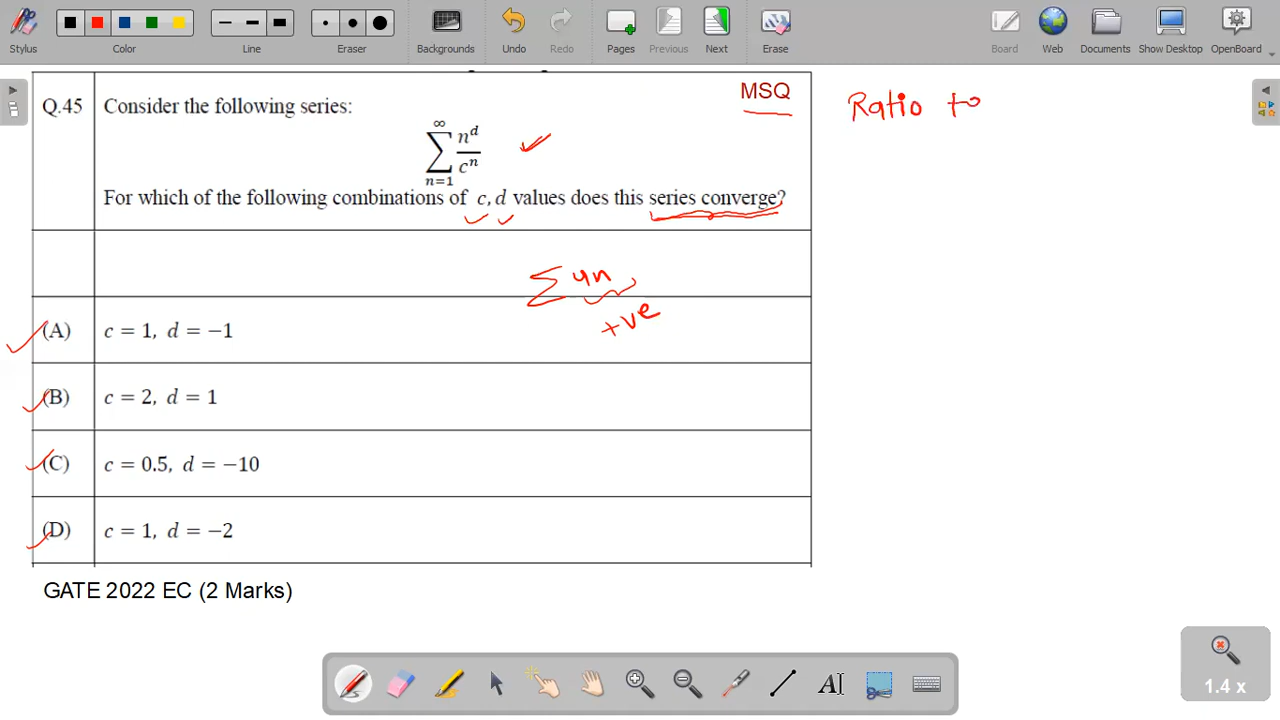 Stylus
Color
Line
Eraser
Backgrounds
Undo
Redo
Pages
Previous
Next
Erase
Board
Web
Documents
Show Desktop
OpenBoard
MSQ
Ratio to
Q.45 Consider the following series:
∑_{n=1}^{∞} n^d / c^n
For which of the following combinations of c, d values does this series converge?
∑ un
+ve
(A) c = 1, d = −1
(B) c = 2, d = 1
(C) c = 0.5, d = −10
(D) c = 1, d = −2
GATE 2022 EC (2 Marks)
1.4 x